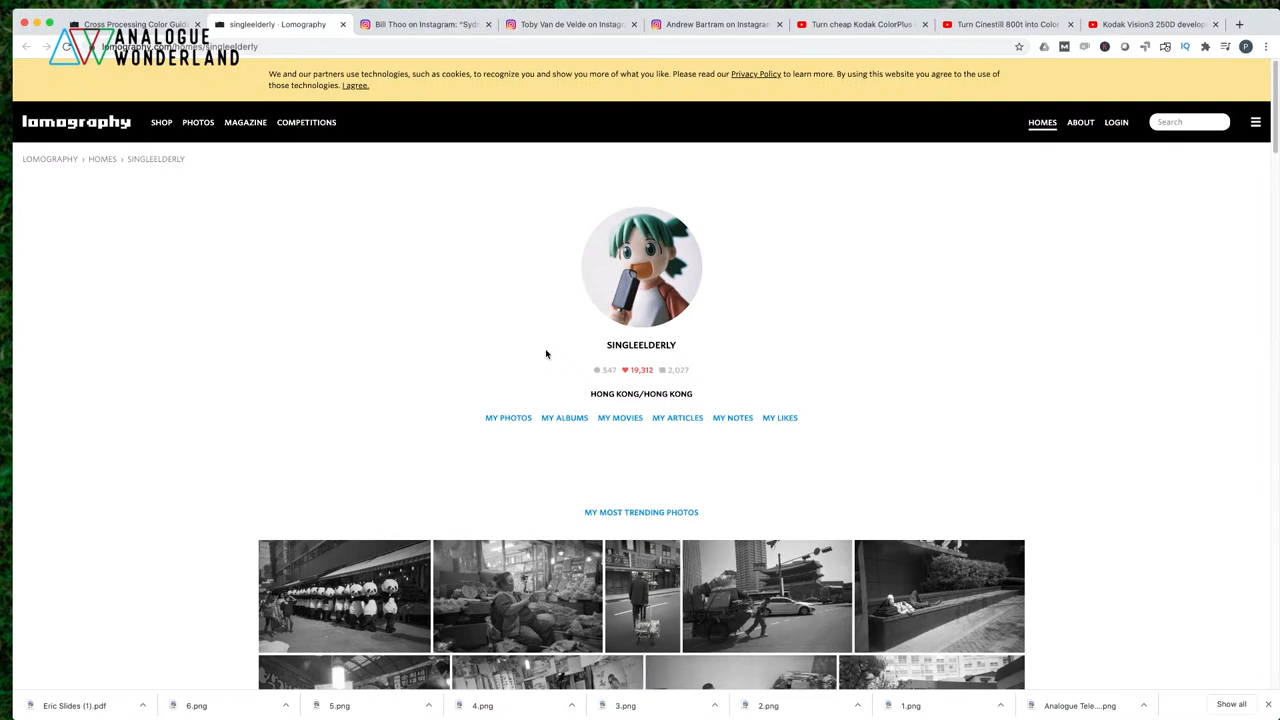 Cross Processing Color Guid
singleelderly · Lomography
Bill Thoo on Instagram: "Syd
Toby Van de Velde on Instagra
Andrew Bartram on Instagram
Turn cheap Kodak ColorPlus
Turn Cinestill 800t into Color
Kodak Vision3 250D develop
lomography.com/homes/singleelderly
ANALOGUE
WONDERLAND
We and our partners use technologies, such as cookies, to recognize you and show you more of what you like. Please read our Privacy Policy to learn more. By using this website you agree to the use of
those technologies. I agree.
lomography SHOP PHOTOS MAGAZINE COMPETITIONS HOMES ABOUT LOGIN Search
LOMOGRAPHY › HOMES › SINGLEELDERLY
SINGLEELDERLY
547 19,312 2,027
HONG KONG/HONG KONG
MY PHOTOS MY ALBUMS MY MOVIES MY ARTICLES MY NOTES MY LIKES
MY MOST TRENDING PHOTOS
Eric Slides (1).pdf 6.png 5.png 4.png 3.png 2.png 1.png Analogue Tele....png Show all